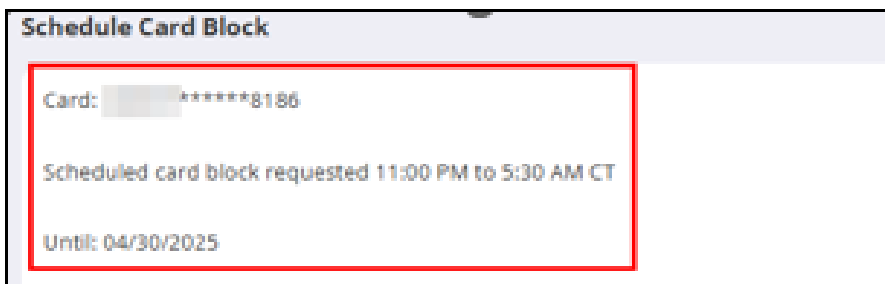 Schedule Card Block
Card: ******8186
Scheduled card block requested 11:00 PM to 5:30 AM CT
Until: 04/30/2025